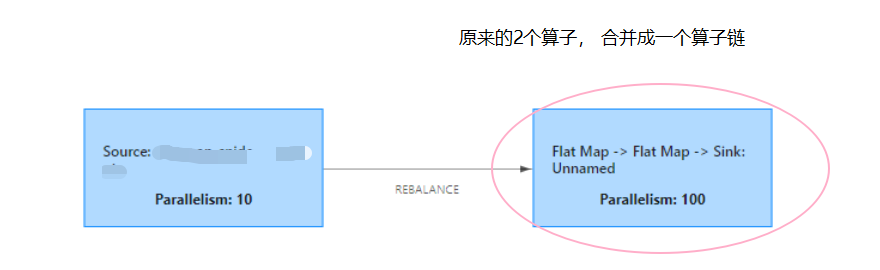 原来的2个算子， 合并成一个算子链
Source:
Parallelism: 10
REBALANCE
Flat Map -> Flat Map -> Sink:
Unnamed
Parallelism: 100